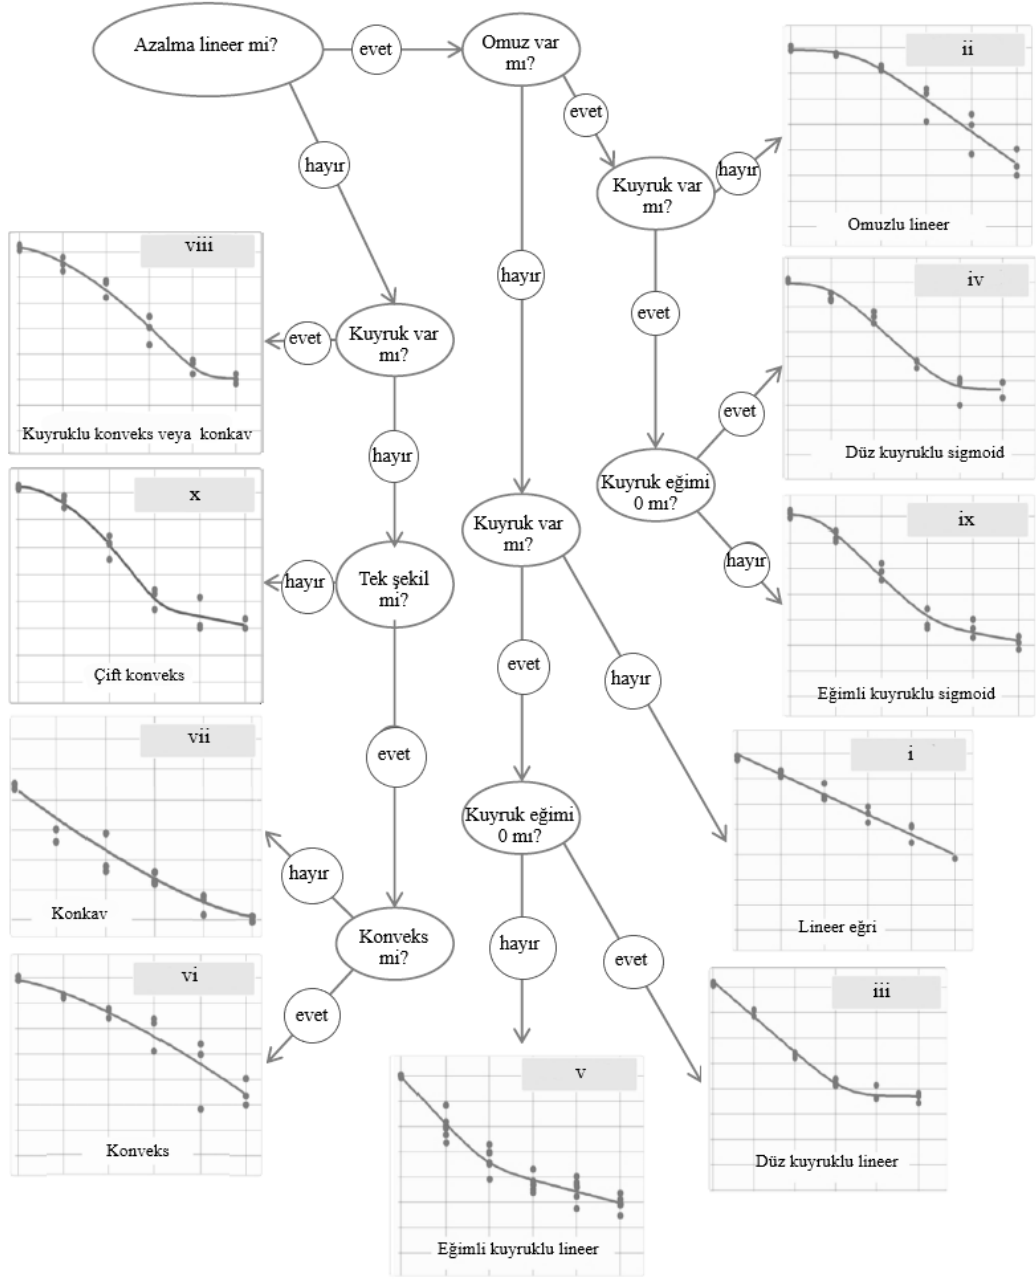 Azalma lineer mi?
evet
Omuz var
mı?
ii
evet
hayır
Kuyruk var
mı?
hayır
Omuzlu lineer
viii
hayır
iv
evet
Kuyruk var
mı?
evet
evet
Kuyruklu konveks veya konkav
hayır
Düz kuyruklu sigmoid
Kuyruk eğimi
0 mı?
x
Kuyruk var
mı?
ix
hayır
Tek şekil
mi?
hayır
Çift konveks
evet
hayır
Eğimli kuyruklu sigmoid
vii
evet
i
Kuyruk eğimi
0 mı?
hayır
Konkav
Lineer eğri
Konveks
mi?
hayır
evet
vi
evet
iii
v
Konveks
Düz kuyruklu lineer
Eğimli kuyruklu lineer